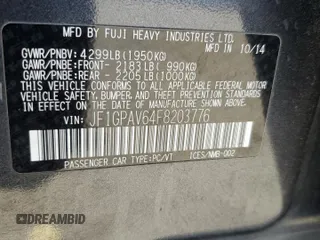 MFD BY FUJI HEAVY INDUSTRIES LTD.
MFD. IN 10/14
GVWR/PNBV: 4299LB(1950KG)
GAWR/PNBE:FRONT- 2183LB( 990KG)
GAWR/PNBE:REAR - 2205LB(1000KG)
THIS VEHICLE CONFORMS TO ALL APPLICABLE
FEDERAL MOTOR VEHICLE SAFETY,
BUMPER, AND THEFT PREVENTION STANDARDS
IN EFFECT ON THE DATE OF
MANUFACTURE SHOWN ABOVE.
VIN: JF1GPAV64F8203776
PASSENGER CAR TYPE:PC/VT ICES/NMB-002
DREAMBID